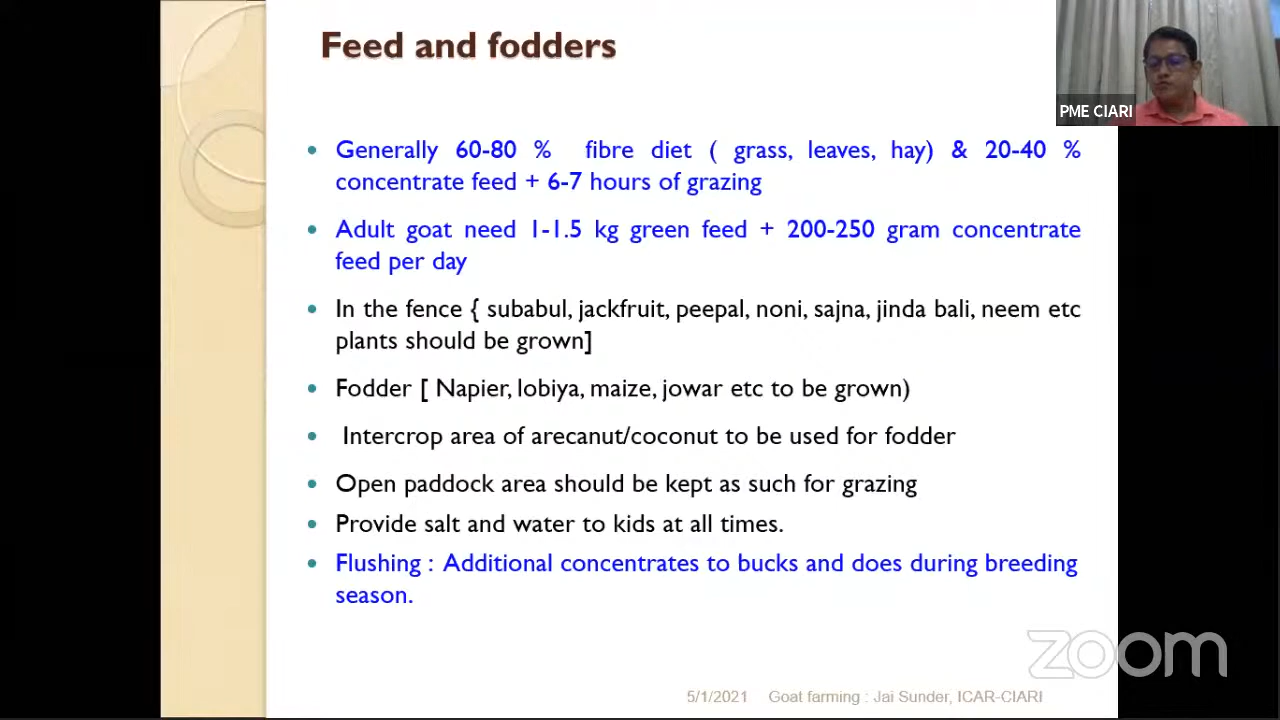 Feed and fodders
PME CIARI
• Generally 60-80 % fibre diet ( grass, leaves, hay) & 20-40 %
concentrate feed + 6-7 hours of grazing
• Adult goat need 1-1.5 kg green feed + 200-250 gram concentrate
feed per day
• In the fence { subabul, jackfruit, peepal, noni, sajna, jinda bali, neem etc
plants should be grown]
• Fodder [ Napier, lobiya, maize, jowar etc to be grown)
• Intercrop area of arecanut/coconut to be used for fodder
• Open paddock area should be kept as such for grazing
• Provide salt and water to kids at all times.
• Flushing : Additional concentrates to bucks and does during breeding
season.
zoom
5/1/2021 Goat farming : Jai Sunder, ICAR-CIARI